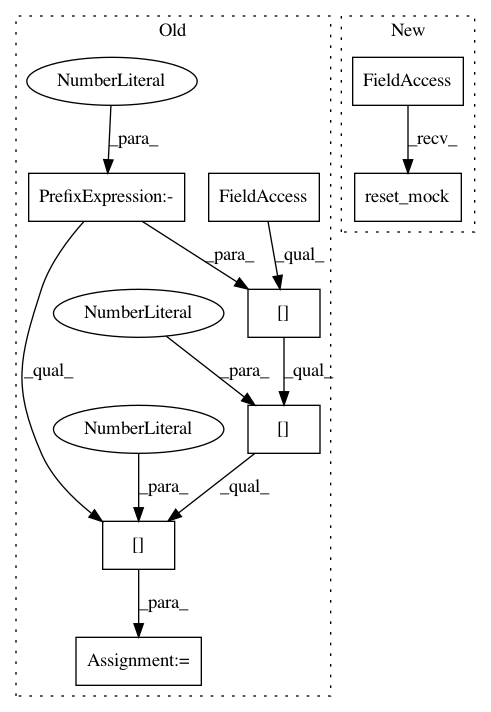 Old
New
NumberLiteral
FieldAccess
_para_
_recv_
PrefixExpression:-
FieldAccess
reset_mock
_para_
_qual_
NumberLiteral
[]
_qual_
_para_
_qual_
NumberLiteral
[]
_para_
_qual_
[]
_para_
Assignment:=